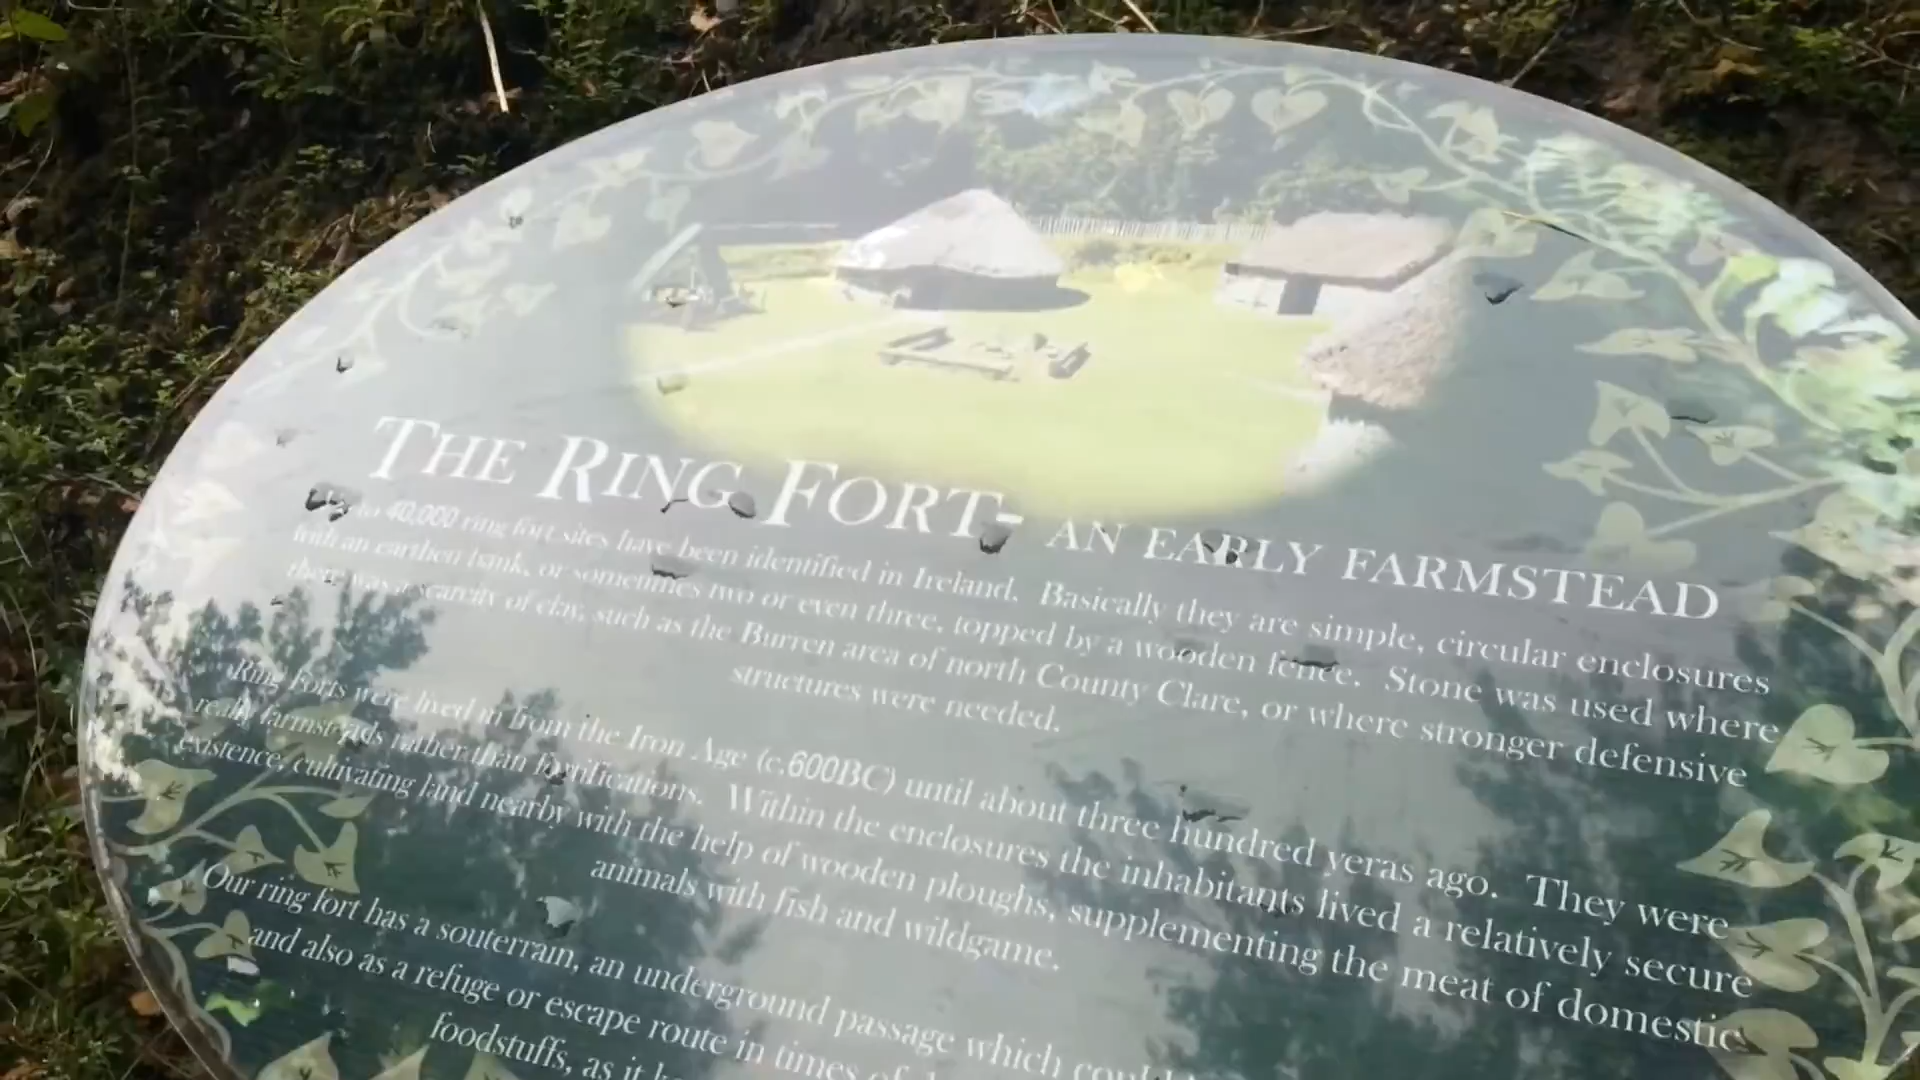 THE RING FORT- AN EARLY FARMSTEAD
to 40,000 ring fort sites have been identified in Ireland. Basically they are simple, circular enclosures
with an earthen bank, or sometimes two or even three, topped by a wooden fence. Stone was used where
there was a scarcity of clay, such as the Burren area of north County Clare, or where stronger defensive
structures were needed.
Ring Forts were lived in from the Iron Age (c.600BC) until about three hundred yeras ago. They were
really farmsteads rather than fortifications. Within the enclosures the inhabitants lived a relatively secure
existence, cultivating land nearby with the help of wooden ploughs, supplementing the meat of domestic
animals with fish and wildgame.
Our ring fort has a souterrain, an underground passage which
and also as a refuge or escape route in times of
foodstuffs, as it